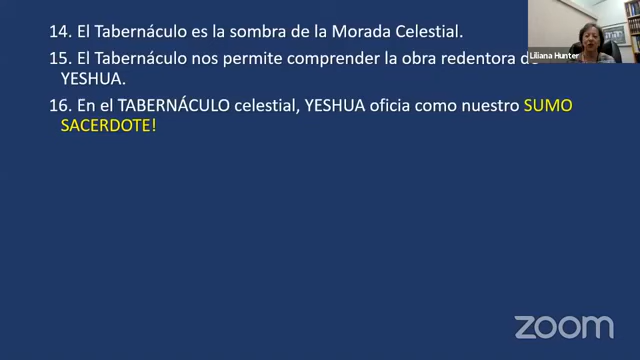 14. El Tabernáculo es la sombra de la Morada Celestial.
15. El Tabernáculo nos permite comprender la obra redentora de
YESHUA.
16. En el TABERNÁCULO celestial, YESHUA oficia como nuestro SUMO
SACERDOTE!
Liliana Hunter
zoom